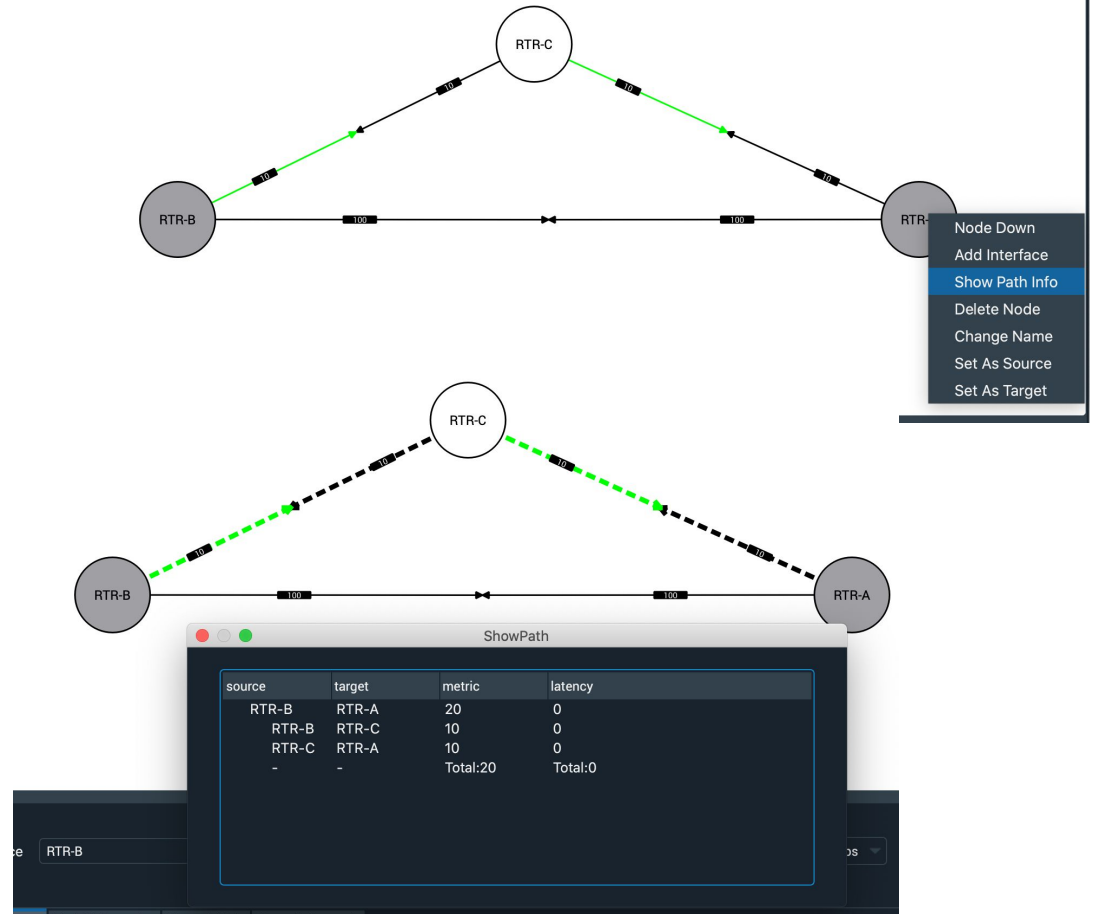 RTR-C
10
10
10
10
RTR-B
100
100
RTR-
Node Down
Add Interface
Show Path Info
Delete Node
Change Name
Set As Source
Set As Target
RTR-C
10
10
10
10
RTR-B
100
100
RTR-A
ShowPath
source target metric latency
RTR-B RTR-A 20 0
RTR-B RTR-C 10 0
RTR-C RTR-A 10 0
- - Total:20 Total:0
RTR-B